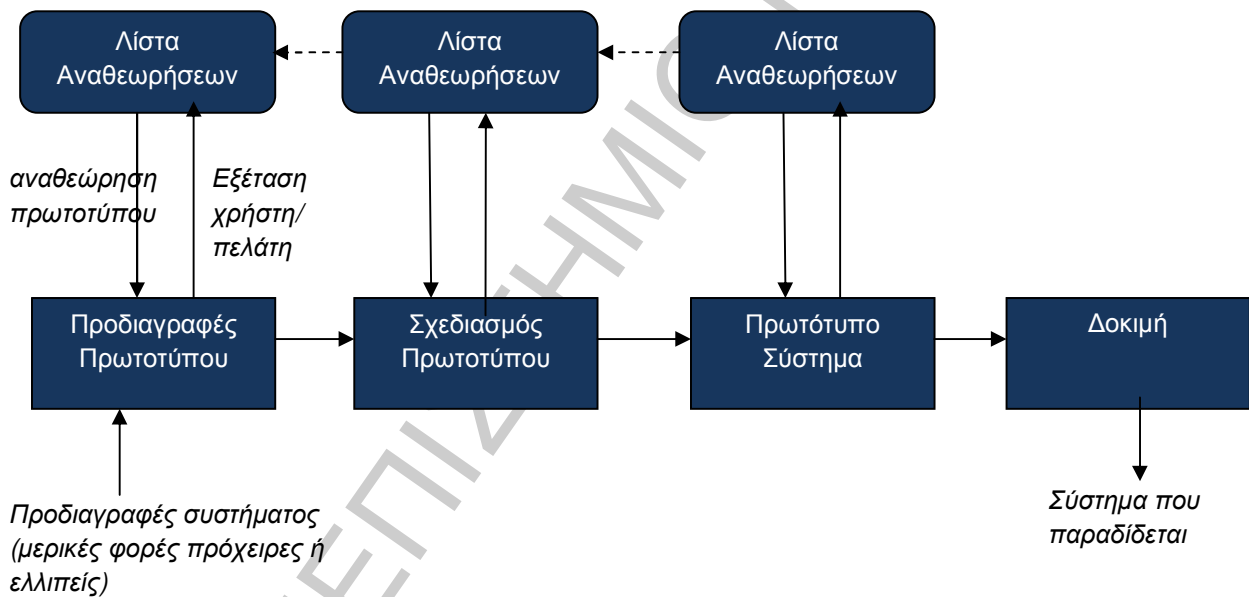 Λίστα
Αναθεωρήσεων
Λίστα
Αναθεωρήσεων
Λίστα
Αναθεωρήσεων
αναθεώρηση
πρωτοτύπου
Εξέταση
χρήστη/
πελάτη
Προδιαγραφές
Πρωτοτύπου
Σχεδιασμός
Πρωτοτύπου
Πρωτότυπο
Σύστημα
Δοκιμή
Προδιαγραφές συστήματος
(μερικές φορές πρόχειρες ή
ελλιπείς)
Σύστημα που
παραδίδεται